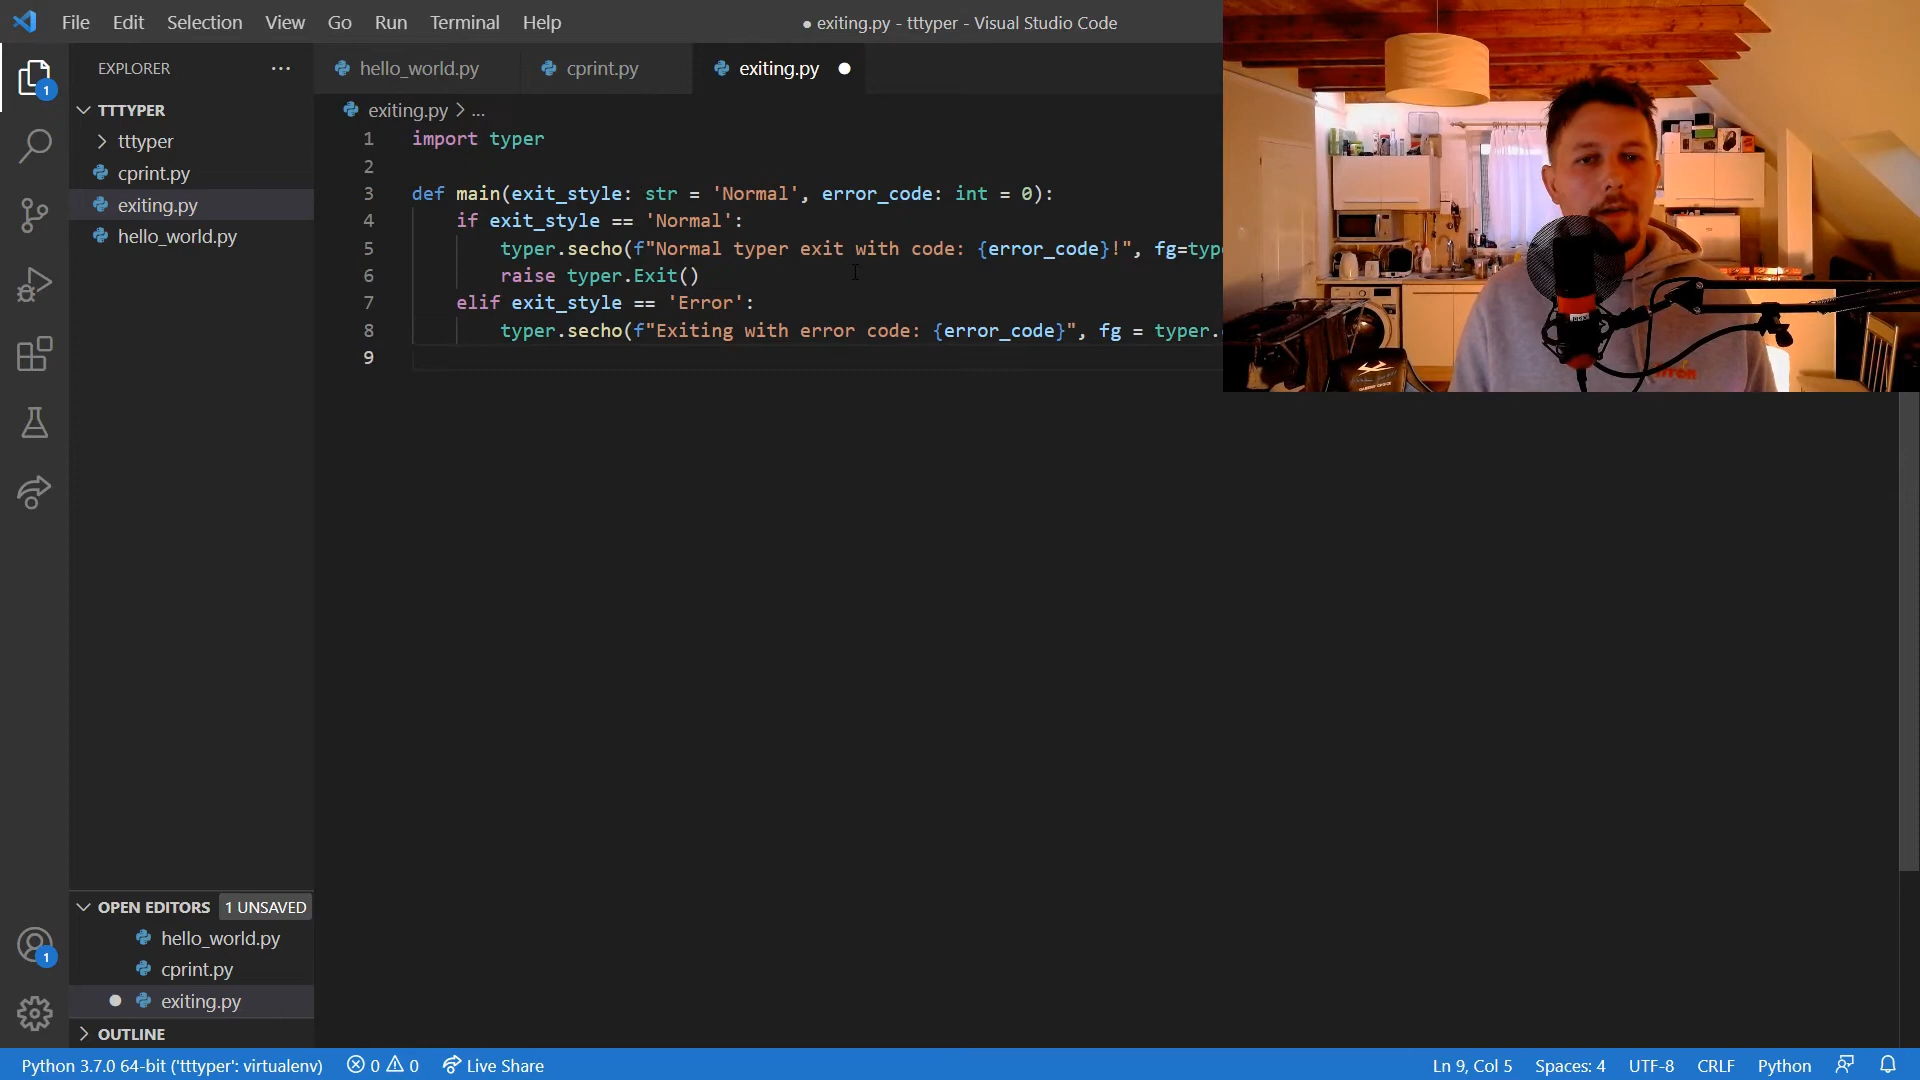 File Edit Selection View Go Run Terminal Help
● exiting.py - tttyper - Visual Studio Code
EXPLORER ...
hello_world.py cprint.py exiting.py
1
TTTYPER
tttyper
cprint.py
exiting.py
hello_world.py
exiting.py > ...
1 import typer
2
3 def main(exit_style: str = 'Normal', error_code: int = 0):
4 if exit_style == 'Normal':
5 typer.secho(f"Normal typer exit with code: {error_code}!", fg=type
6 raise typer.Exit()
7 elif exit_style == 'Error':
8 typer.secho(f"Exiting with error code: {error_code}", fg = typer.
9
OPEN EDITORS 1 UNSAVED
hello_world.py
cprint.py
exiting.py
1
OUTLINE
Python 3.7.0 64-bit ('tttyper': virtualenv) 0 0 Live Share Ln 9, Col 5 Spaces: 4 UTF-8 CRLF Python